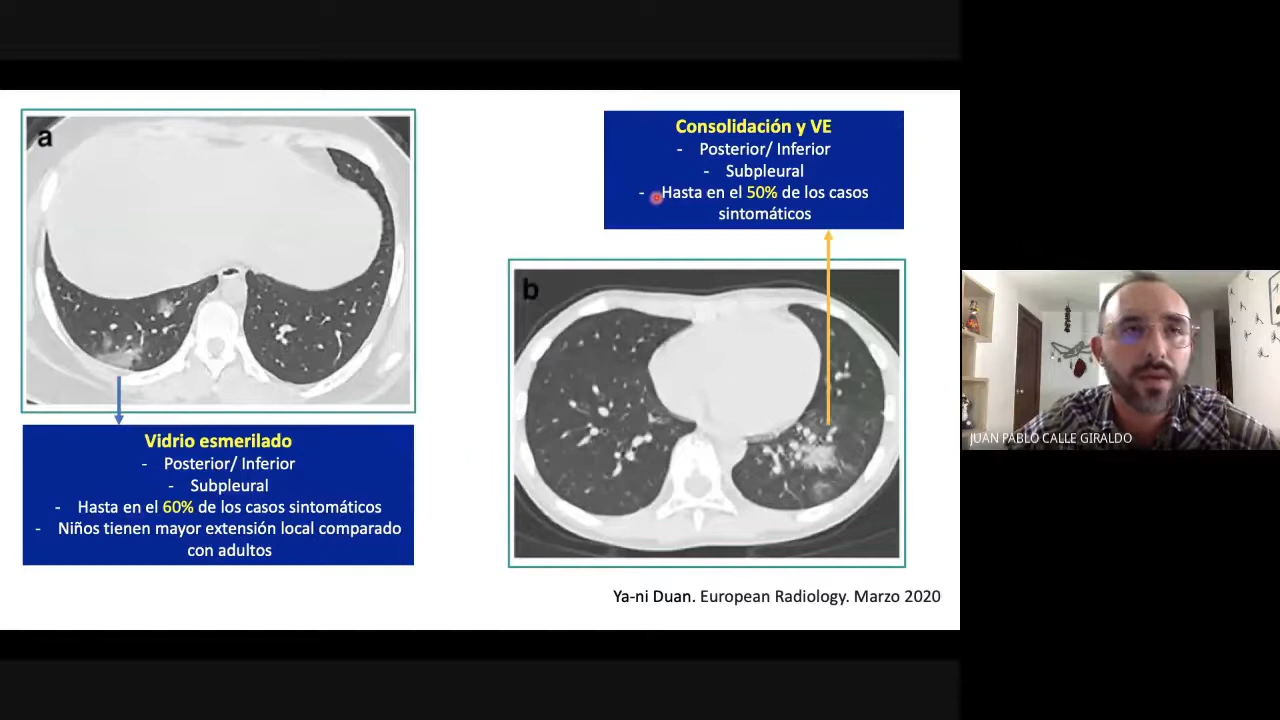 a
Vidrio esmerilado
- Posterior/ Inferior
- Subpleural
- Hasta en el 60% de los casos sintomáticos
- Niños tienen mayor extensión local comparado
con adultos
Consolidación y VE
- Posterior/ Inferior
- Subpleural
- Hasta en el 50% de los casos
sintomáticos
b
Ya-ni Duan. European Radiology. Marzo 2020
JUAN PABLO CALLE GIRALDO